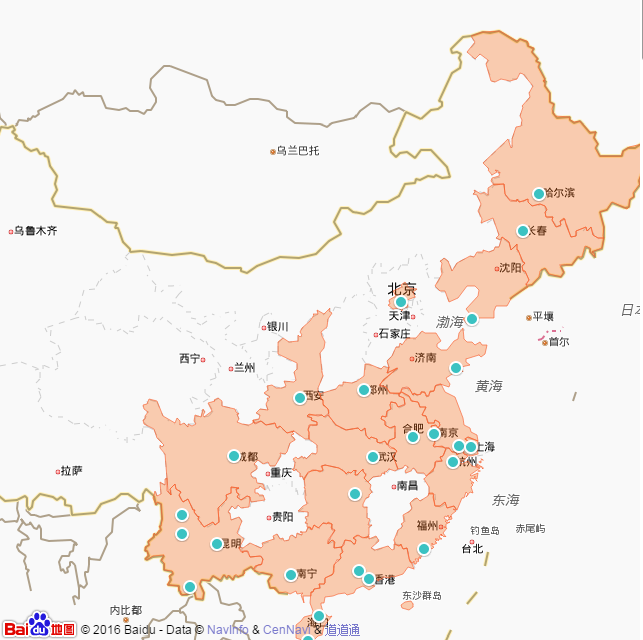 乌兰巴托
哈尔滨
乌鲁木齐
长春
沈阳
北京
天津
渤海
平壤
日本
银川
石家庄
首尔
西宁
兰州
济南
黄海
西安
郑州
合肥
南京
上海
成都
武汉
杭州
拉萨
重庆
南昌
东海
贵阳
福州
钓鱼岛
赤尾屿
昆明
台北
南宁
香港
东沙群岛
内比都
海口
Bai du 地图 © 2016 Baidu - Data © NavInfo & CenNavi & 道道通